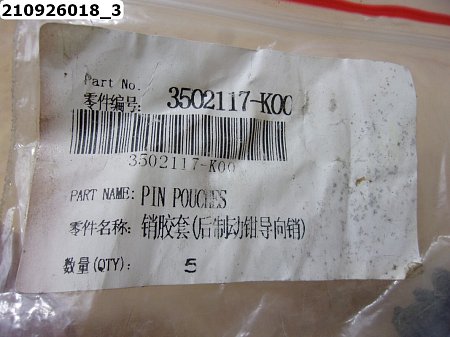 210926018_3
Part No.
零件编号: 3502117-K00
3502117-K00
PART NAME: PIN POUCHES
零件名称: 销胶套(后制动钳导向销)
数量(QTY): 5